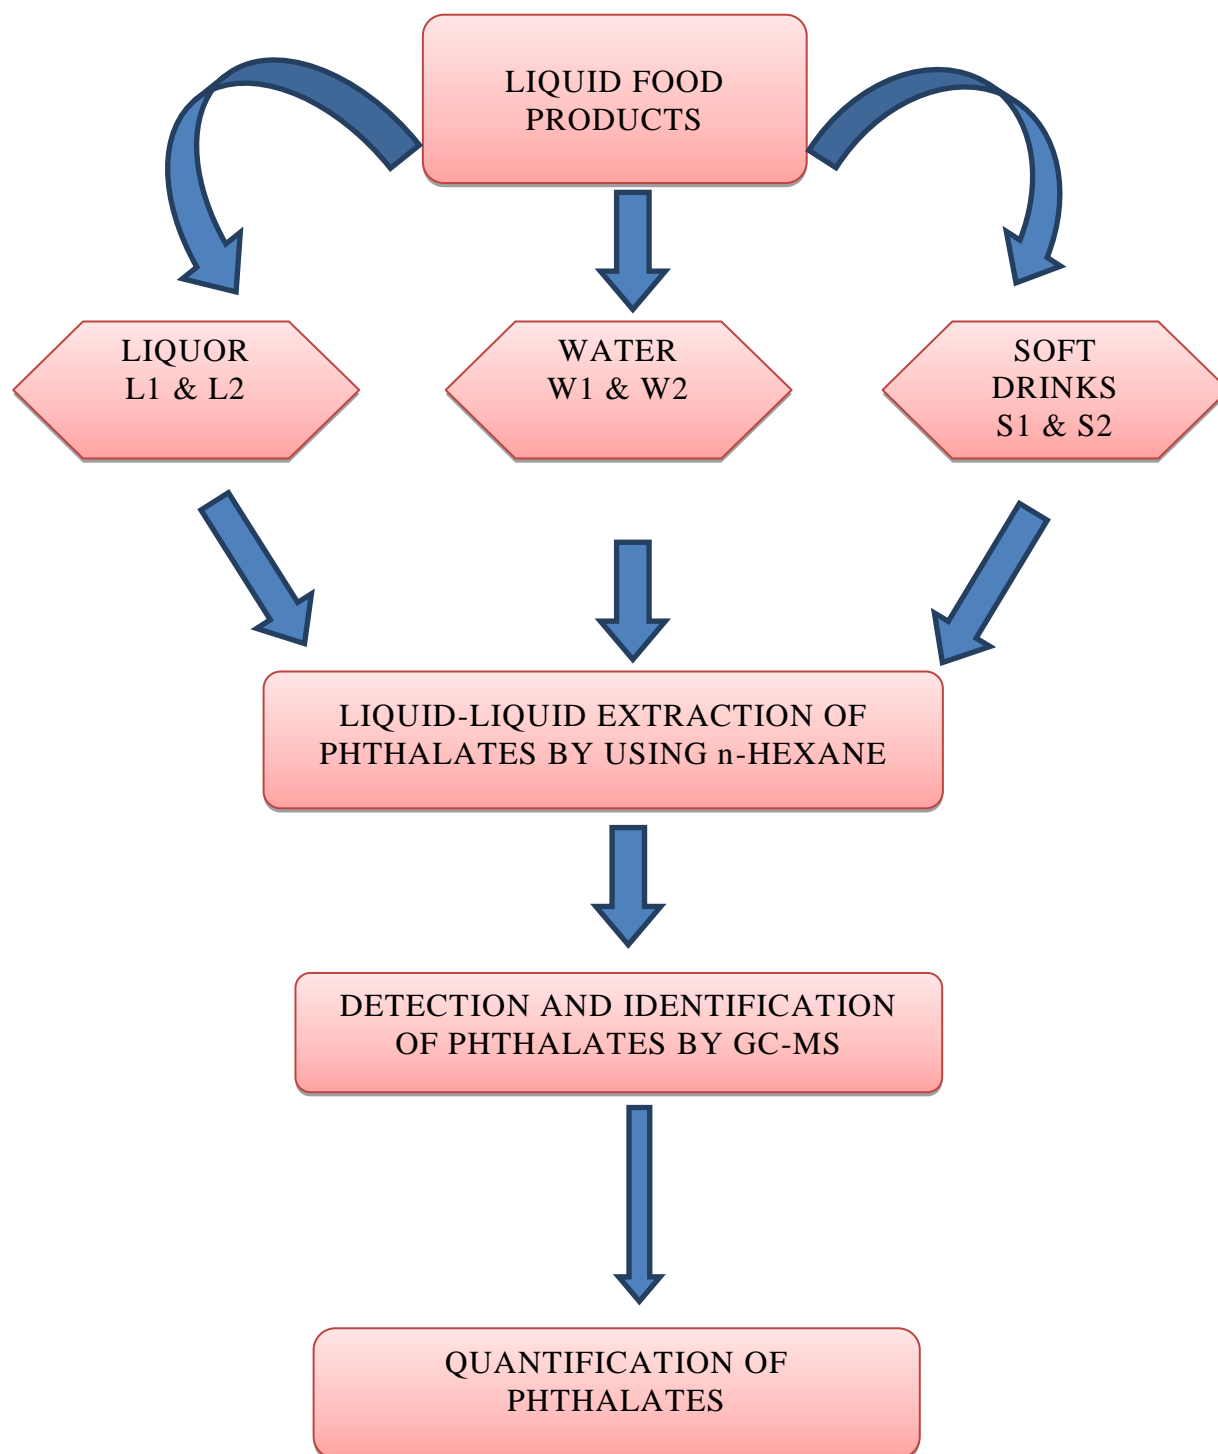 LIQUID FOOD
PRODUCTS
LIQUOR
L1 & L2
WATER
W1 & W2
SOFT
DRINKS
S1 & S2
LIQUID-LIQUID EXTRACTION OF
PHTHALATES BY USING n-HEXANE
DETECTION AND IDENTIFICATION
OF PHTHALATES BY GC-MS
QUANTIFICATION OF
PHTHALATES